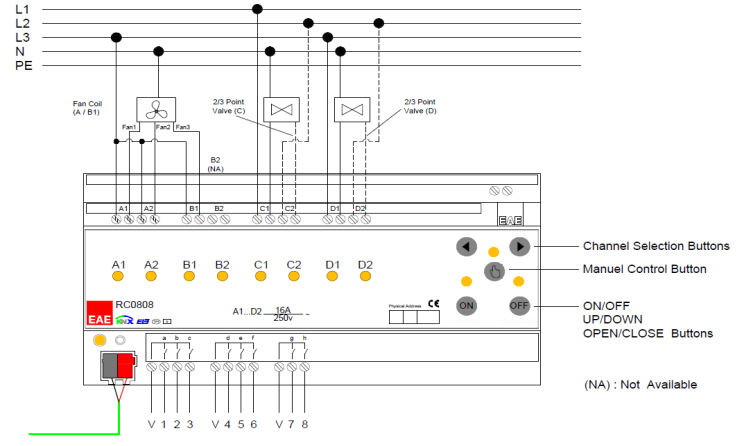 L1
L2
L3
N
PE
Fan Coil
(A / B1)
Fan1 Fan2 Fan3
2/3 Point
Valve (C)
2/3 Point
Valve (D)
B2
(NA)
A1 A2 B1 B2 C1 C2 D1 D2
EAE
A1 A2 B1 B2 C1 C2 D1 D2
Channel Selection Buttons
Manuel Control Button
RC0808
EAE KNX
A1...D2 16A
250v
Physical Address CE
ON OFF
ON/OFF
UP/DOWN
OPEN/CLOSE Buttons
a b c d e f g h
V 1 2 3 V 4 5 6 V 7 8
(NA) : Not Available